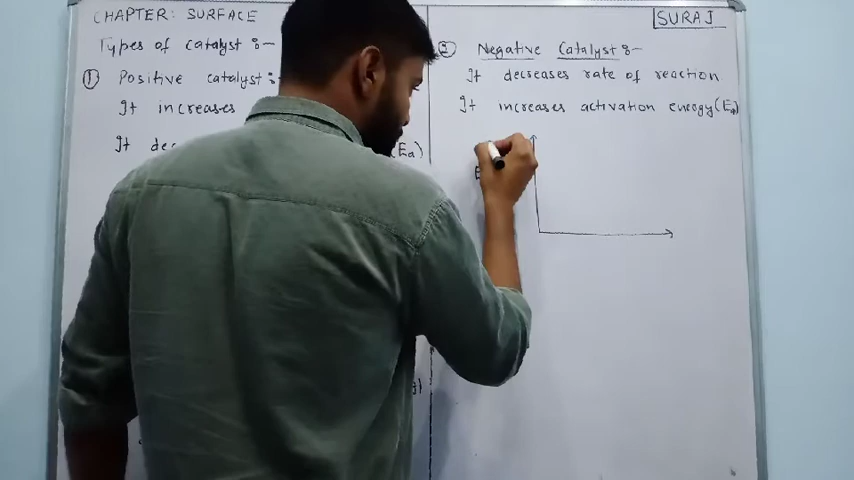 CHAPTER: SURFACE
Types of catalyst :-
① Positive catalyst :-
It increases
It (Ea)
SURAJ
② Negative Catalyst :-
It decreases rate of reaction
It increases activation energy (Ea)